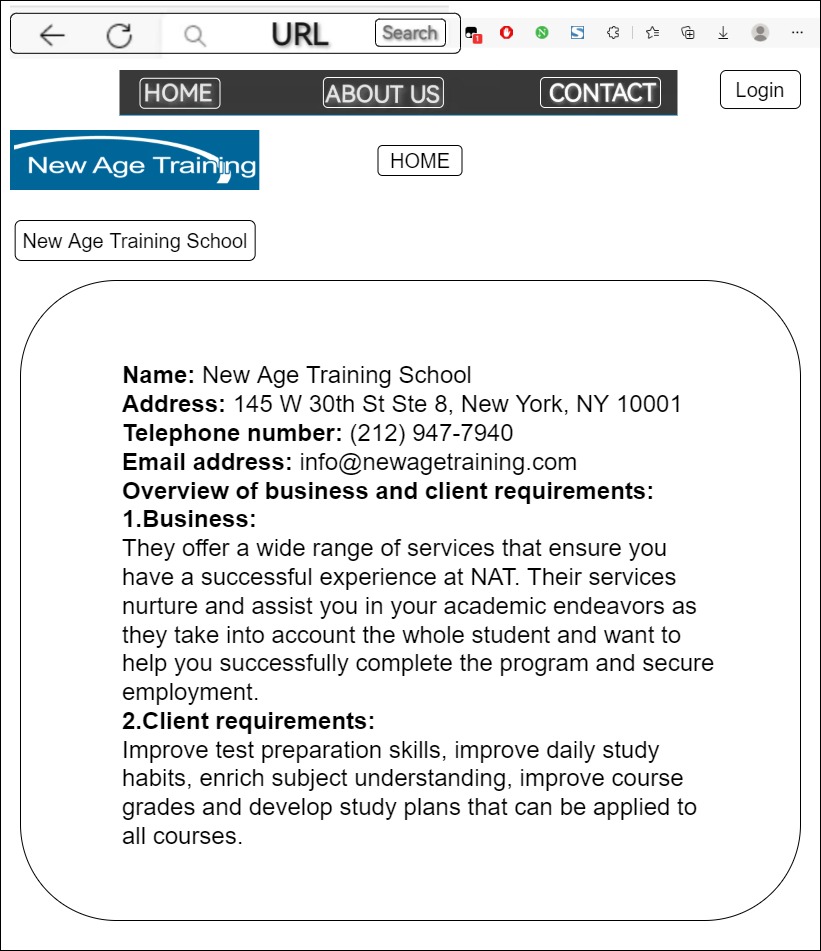 URL
Search
1
HOME
ABOUT US
CONTACT
Login
New Age Training
HOME
New Age Training School
Name: New Age Training School
Address: 145 W 30th St Ste 8, New York, NY 10001
Telephone number: (212) 947-7940
Email address: info@newagetraining.com
Overview of business and client requirements:
1.Business:
They offer a wide range of services that ensure you
have a successful experience at NAT. Their services
nurture and assist you in your academic endeavors as
they take into account the whole student and want to
help you successfully complete the program and secure
employment.
2.Client requirements:
Improve test preparation skills, improve daily study
habits, enrich subject understanding, improve course
grades and develop study plans that can be applied to
all courses.